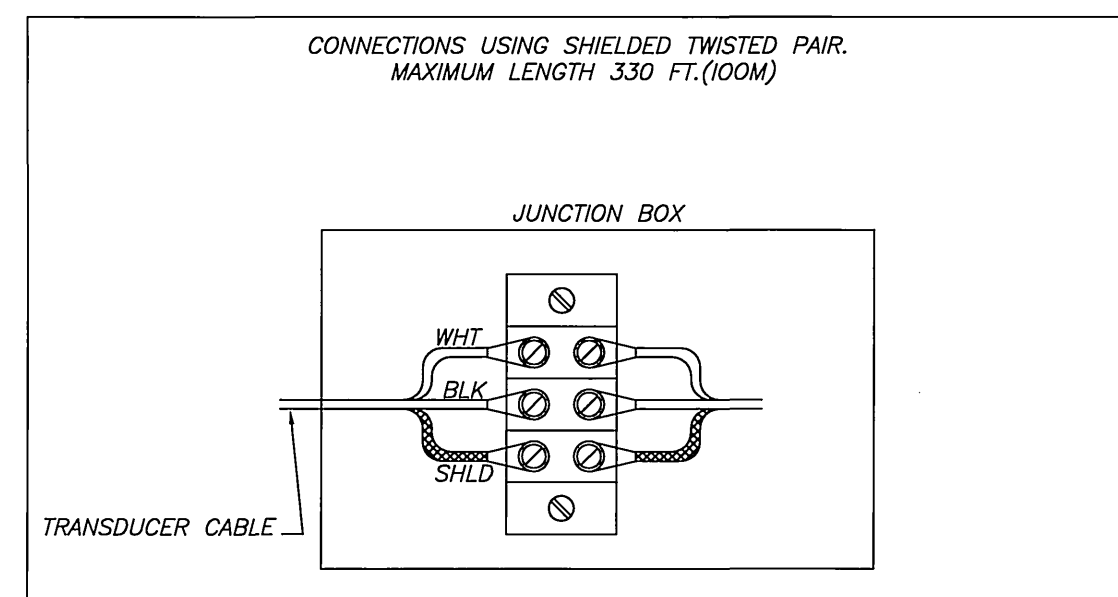 CONNECTIONS USING SHIELDED TWISTED PAIR.
MAXIMUM LENGTH 330 FT.(100M)
JUNCTION BOX
WHT
BLK
SHLD
TRANSDUCER CABLE